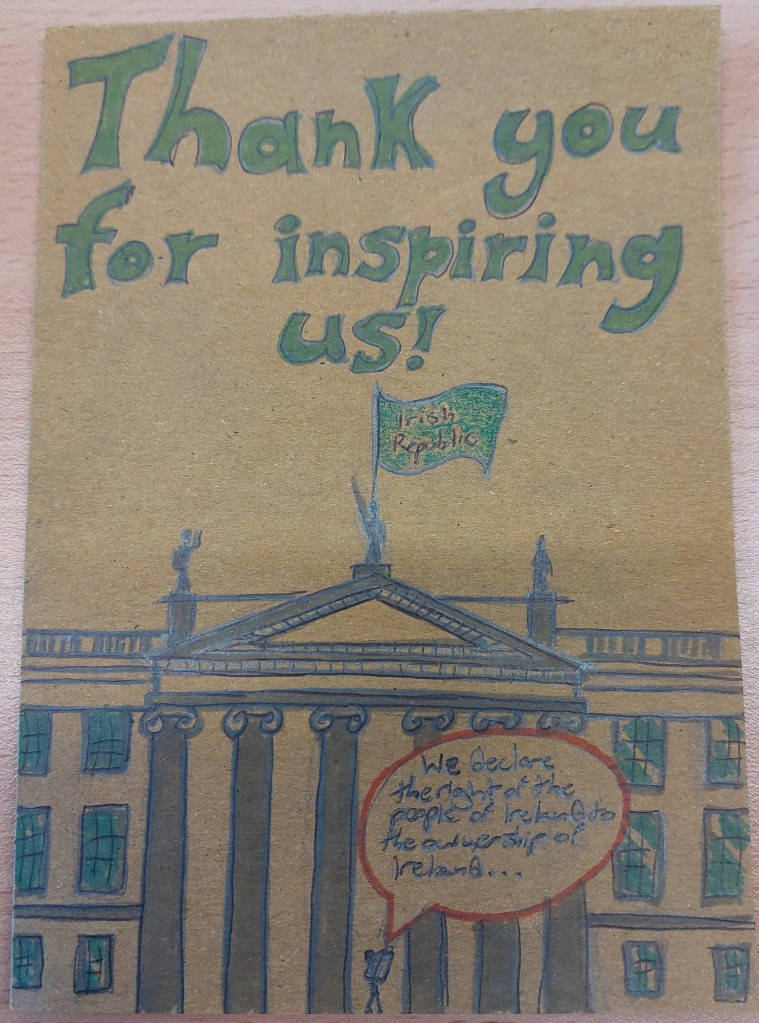 Thank you
for inspiring
us!
Irish
Republic
We declare
the right of the
people of Ireland to
the ownership of
Ireland...